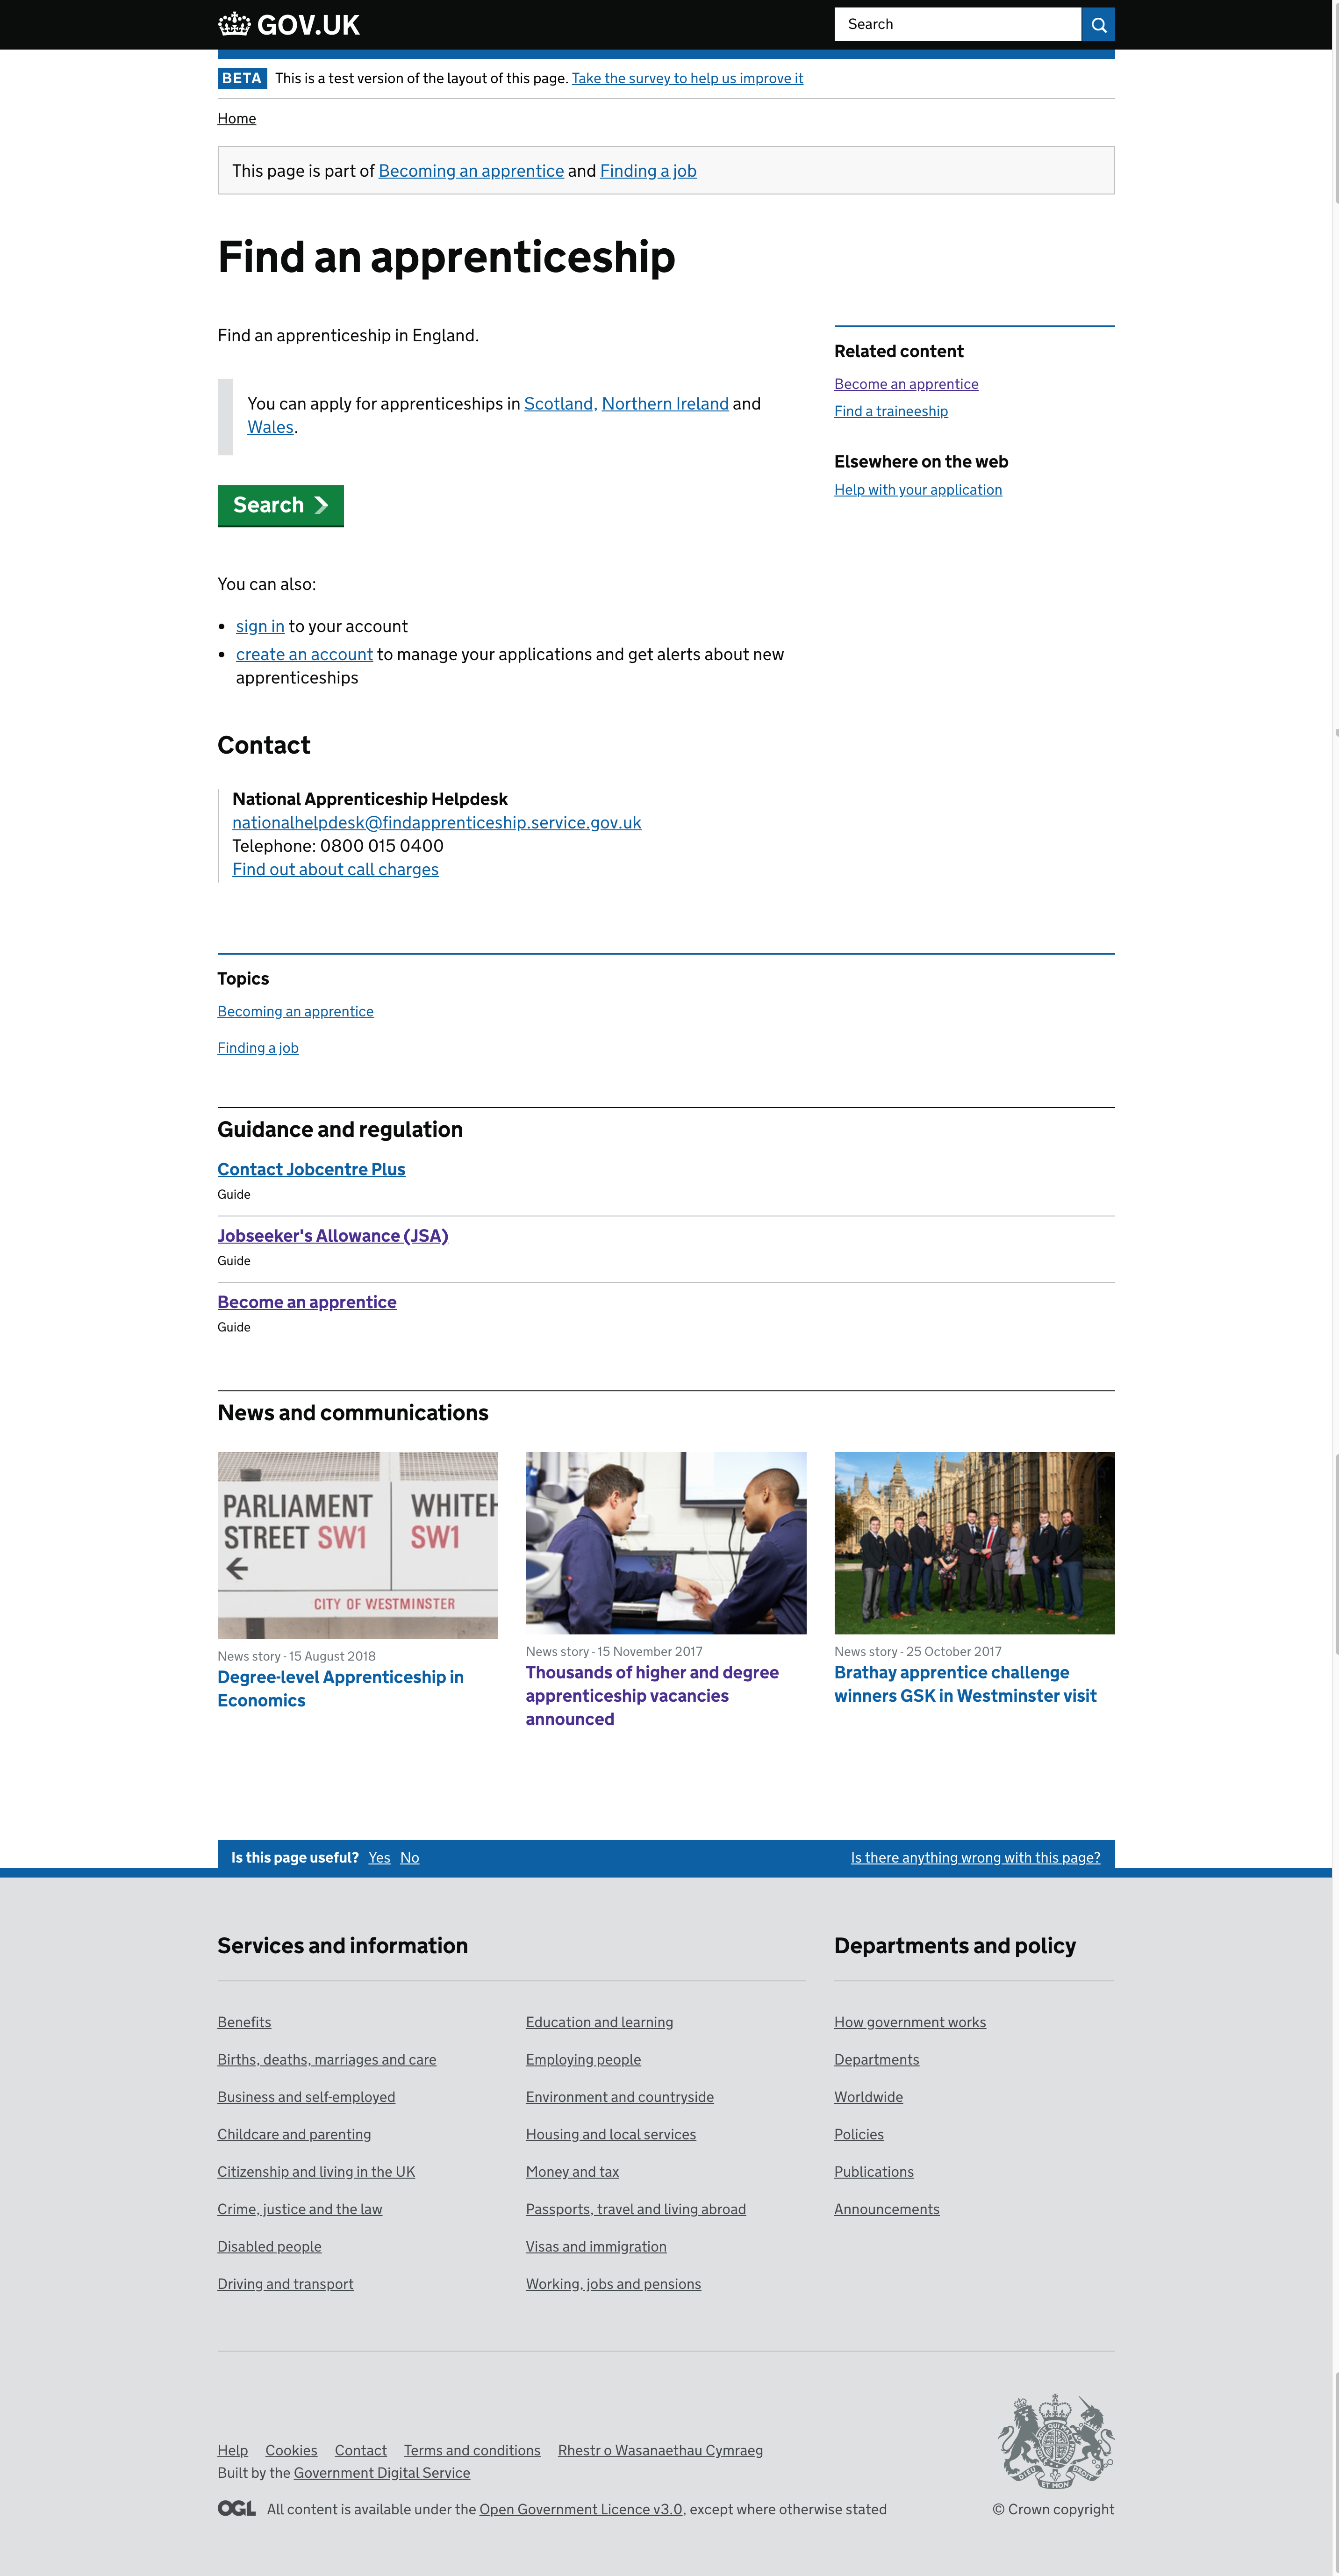 GOV.UK
Search
BETA This is a test version of the layout of this page. Take the survey to help us improve it
Home
This page is part of Becoming an apprentice and Finding a job
Find an apprenticeship
Find an apprenticeship in England.
You can apply for apprenticeships in Scotland, Northern Ireland and
Wales.
Search
You can also:
• sign in to your account
• create an account to manage your applications and get alerts about new
apprenticeships
Contact
National Apprenticeship Helpdesk
nationalhelpdesk@findapprenticeship.service.gov.uk
Telephone: 0800 015 0400
Find out about call charges
Related content
Become an apprentice
Find a traineeship
Elsewhere on the web
Help with your application
Topics
Becoming an apprentice
Finding a job
Guidance and regulation
Contact Jobcentre Plus
Guide
Jobseeker's Allowance (JSA)
Guide
Become an apprentice
Guide
News and communications
PARLIAMENT
STREET SW1
WHITEH
SW1
CITY OF WESTMINSTER
News story - 15 August 2018
Degree-level Apprenticeship in
Economics
News story - 15 November 2017
Thousands of higher and degree
apprenticeship vacancies
announced
News story - 25 October 2017
Brathay apprentice challenge
winners GSK in Westminster visit
Is this page useful? Yes No
Is there anything wrong with this page?
Services and information
Benefits
Births, deaths, marriages and care
Business and self-employed
Childcare and parenting
Citizenship and living in the UK
Crime, justice and the law
Disabled people
Driving and transport
Education and learning
Employing people
Environment and countryside
Housing and local services
Money and tax
Passports, travel and living abroad
Visas and immigration
Working, jobs and pensions
Departments and policy
How government works
Departments
Worldwide
Policies
Publications
Announcements
Help Cookies Contact Terms and conditions Rhestr o Wasanaethau Cymraeg
Built by the Government Digital Service
OGL All content is available under the Open Government Licence v3.0, except where otherwise stated
DIEU ET MON DROIT
© Crown copyright